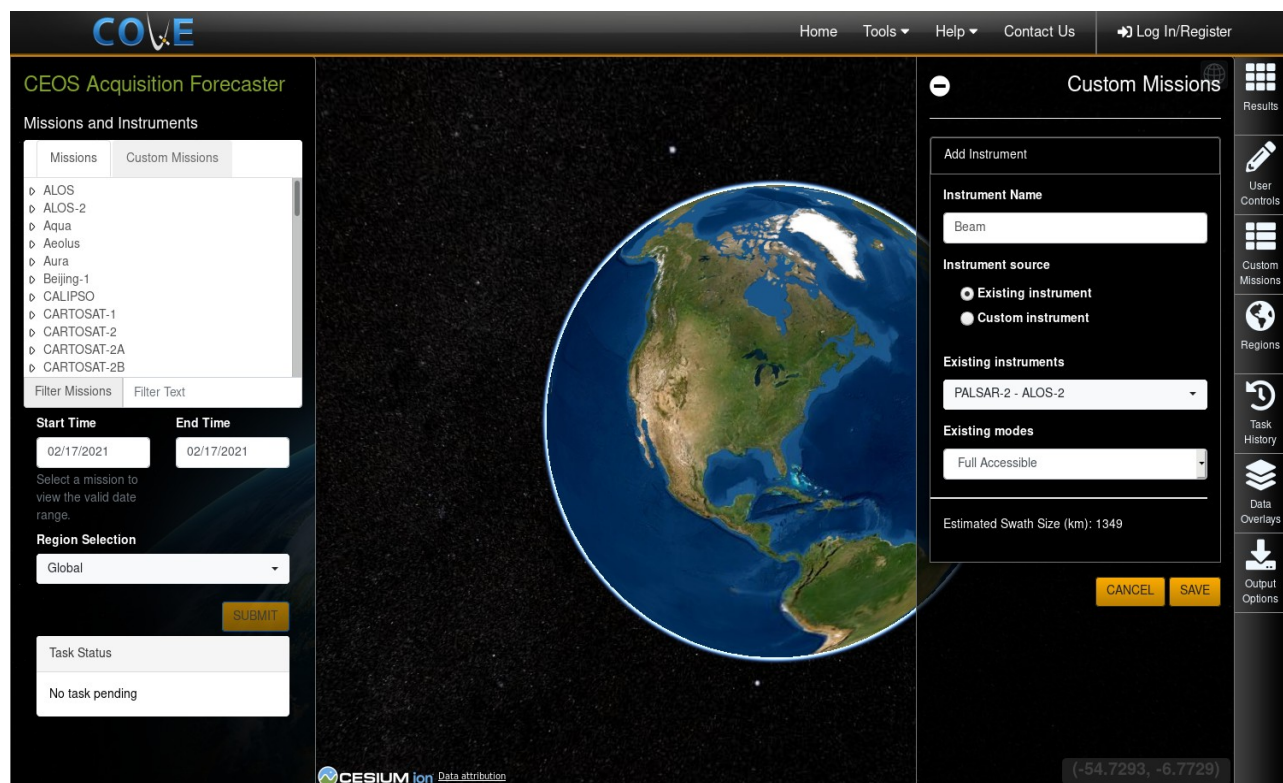 COVE
Home
Tools
Help
Contact Us
Log In/Register
CEOS Acquisition Forecaster
Missions and Instruments
Missions
Custom Missions
ALOS
ALOS-2
Aqua
Aeolus
Aura
Beijing-1
CALIPSO
CARTOSAT-1
CARTOSAT-2
CARTOSAT-2A
CARTOSAT-2B
Filter Missions
Filter Text
Start Time
End Time
02/17/2021
02/17/2021
Select a mission to
view the valid date
range.
Region Selection
Global
SUBMIT
Task Status
No task pending
CESIUM ion
Data attribution
Custom Missions
Add Instrument
Instrument Name
Beam
Instrument source
Existing instrument
Custom instrument
Existing instruments
PALSAR-2 - ALOS-2
Existing modes
Full Accessible
Estimated Swath Size (km): 1349
CANCEL
SAVE
(-54.7293, -6.7729)
Results
User
Controls
Custom
Missions
Regions
Task
History
Data
Overlays
Output
Options